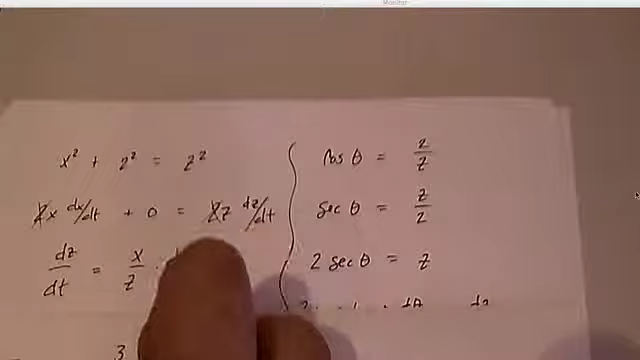 x² + 2² = z²
2x dx/dt + 0 = 2z dz/dt
dz/dt = x/z ·
3
cos θ = 2/z
sec θ = z/2
2 sec θ = z